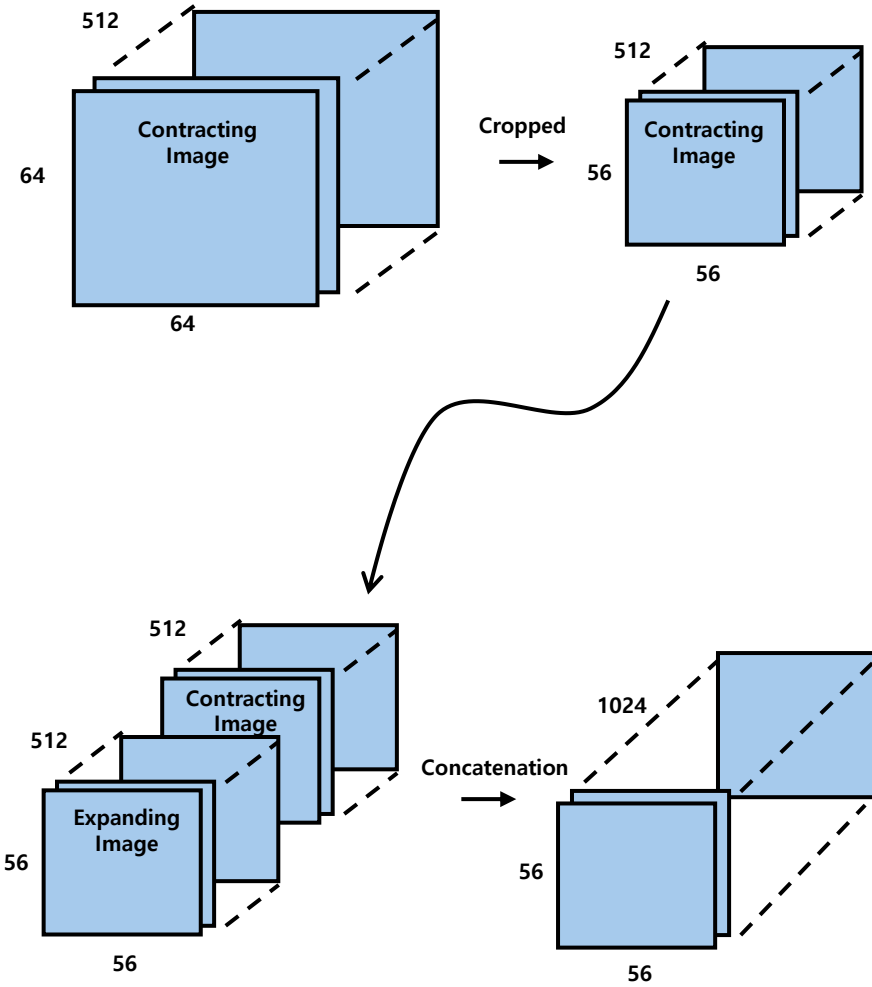 512
Contracting
Image
64
64
Cropped
512
Contracting
Image
56
56
512
Contracting
Image
512
Expanding
Image
56
56
Concatenation
1024
56
56